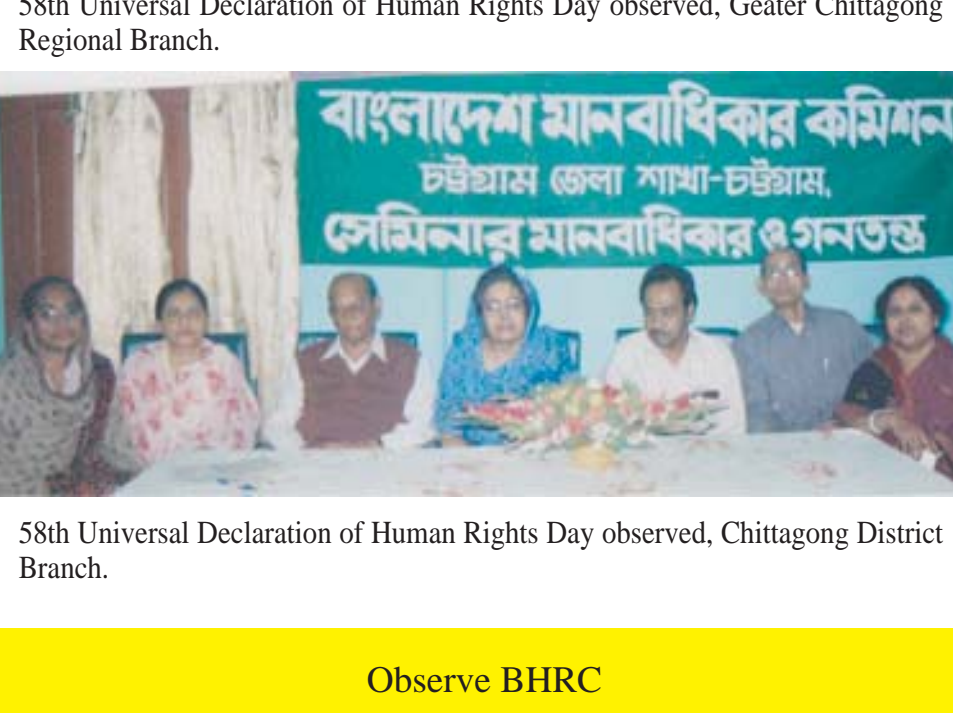 58th Universal Declaration of Human Rights Day observed, Geater Chittagong
Regional Branch.
বাংলাদেশ মানবাধিকার কমিশন
চট্টগ্রাম জেলা শাখা-চট্টগ্রাম,
সেমিনার মানবাধিকার ও গনতন্ত্র
58th Universal Declaration of Human Rights Day observed, Chittagong District
Branch.
Observe BHRC